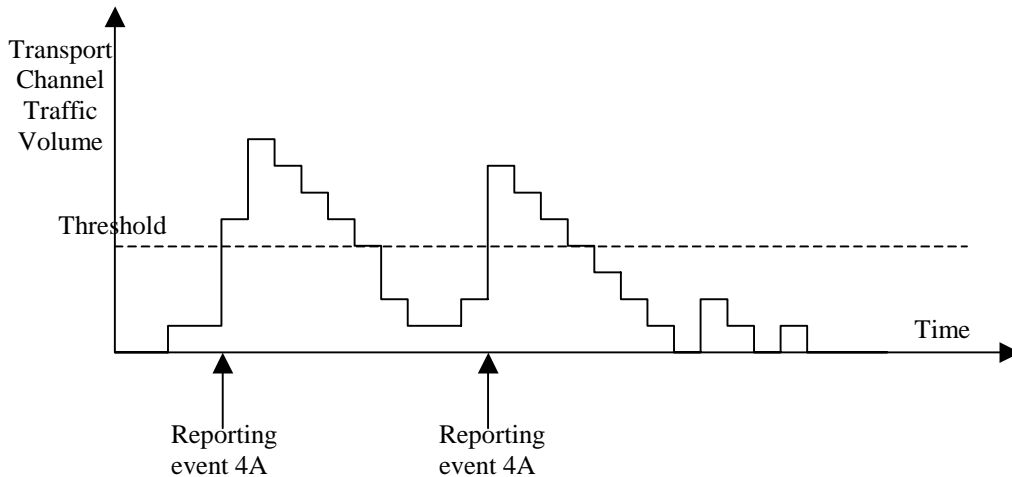 Transport
Channel
Traffic
Volume
Threshold
Time
Reporting
event 4A
Reporting
event 4A